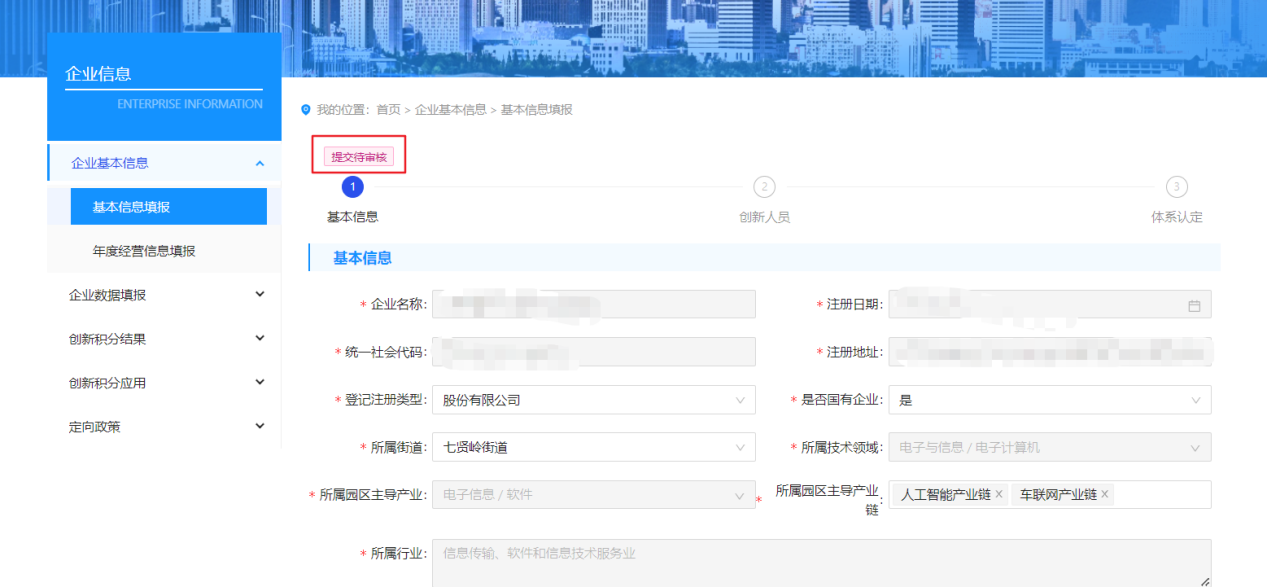 企业信息
ENTERPRISE INFORMATION
我的位置: 首页 > 企业基本信息 > 基本信息填报
企业基本信息
基本信息填报
年度经营信息填报
企业数据填报
创新积分结果
创新积分应用
定向政策
提交待审核
1 2 3
基本信息 创新人员 体系认定
基本信息
* 企业名称: * 注册日期:
* 统一社会代码: * 注册地址:
* 登记注册类型: 股份有限公司 * 是否国有企业: 是
* 所属街道: 七贤岭街道 * 所属技术领域: 电子与信息 / 电子计算机
* 所属园区主导产业: 电子信息 / 软件 * 所属园区主导产业链: 人工智能产业链 × 车联网产业链 ×
* 所属行业: 信息传输、软件和信息技术服务业